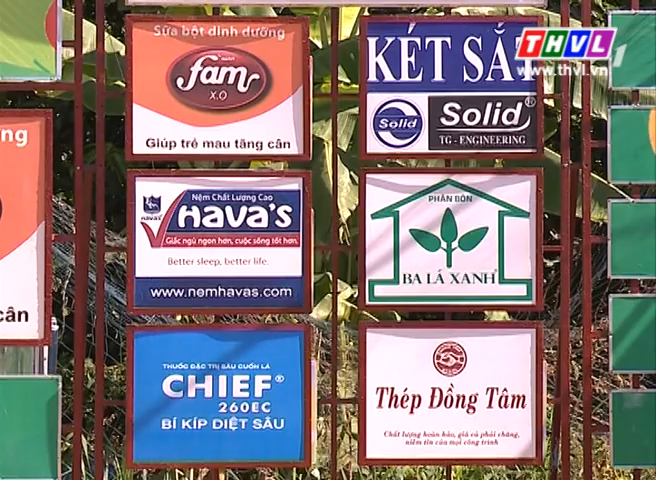 Sữa bột dinh dưỡng
fam
X.O
Giúp trẻ mau tăng cân
KÉT SẮ
Solid
Solid®
TG - ENGINEERING
THVL1
www.thvl.vn
ng
cân
Nệm Chất Lượng Cao
HAVAS
Hava's
Giấc ngủ ngon hơn, cuộc sống tốt hơn.
Better sleep, better life.
www.nemhavas.com
PHÂN BÓN
BA LÁ XANH®
THUỐC ĐẶC TRỊ SÂU CUỐN LÁ
CHIEF®
260EC
BÍ KÍP DIỆT SÂU
Thép Đồng Tâm
Chất lượng hoàn hảo, giá cả phải chăng,
niềm tin của mọi công trình